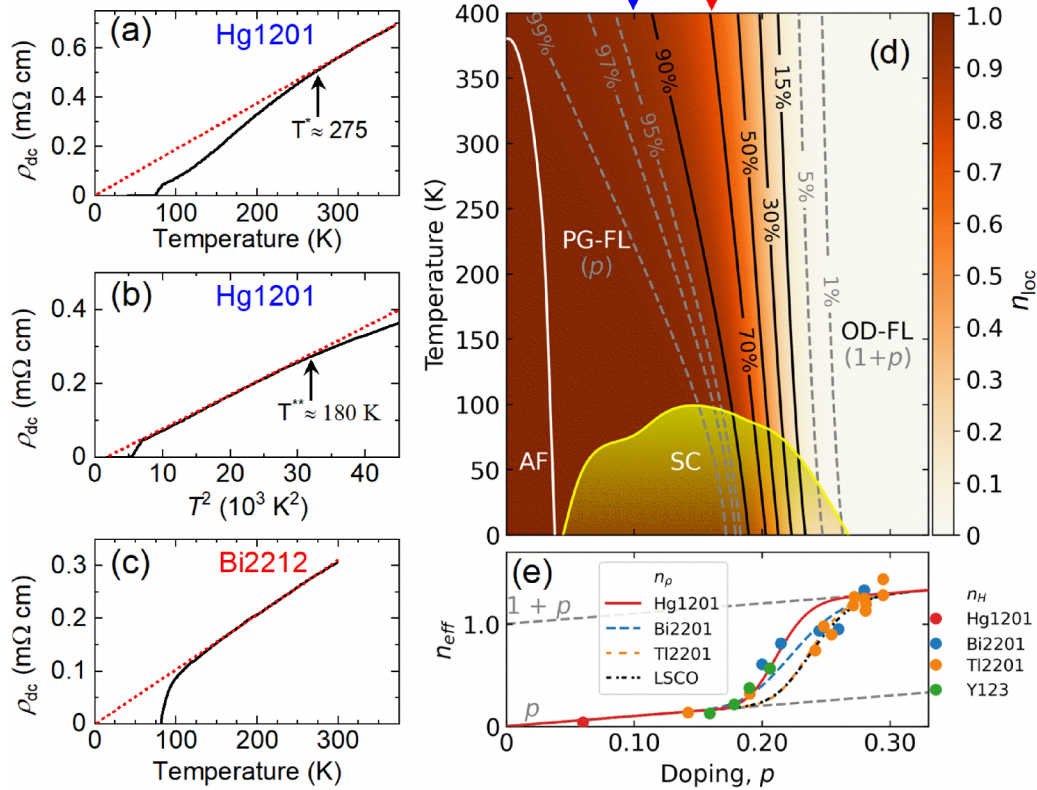 (a)
Hg1201
ρdc (mΩ cm)
0.6
0.4
0.2
0
T* ≈ 275
0
100
200
300
Temperature (K)
(b)
Hg1201
ρdc (mΩ cm)
0.4
0.2
0
T** ≈ 180 K
0
10
20
30
40
T² (10³ K²)
(c)
Bi2212
ρdc (mΩ cm)
0.3
0.2
0.1
0
0
100
200
300
Temperature (K)
(d)
Temperature (K)
400
350
300
250
200
150
100
50
0
99%
97%
95%
90%
70%
50%
30%
15%
5%
1%
PG-FL
(p)
OD-FL
(1+p)
AF
SC
1.0
0.9
0.8
0.7
0.6
0.5
0.4
0.3
0.2
0.1
0
nloc
(e)
neff
1.0
0
1 + p
p
nρ
Hg1201
Bi2201
Tl2201
LSCO
nH
Hg1201
Bi2201
Tl2201
Y123
0
0.10
0.20
0.30
Doping, p